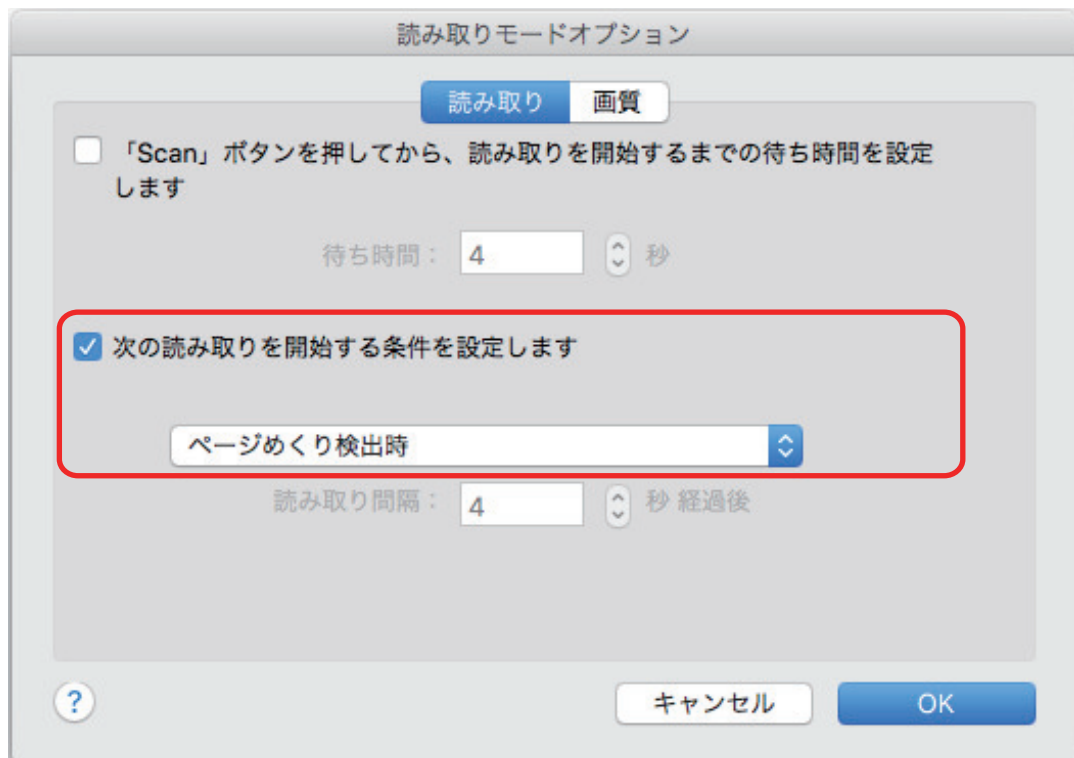 読み取りモードオプション
読み取り 画質
「Scan」ボタンを押してから、読み取りを開始するまでの待ち時間を設定
します
待ち時間： 4 秒
次の読み取りを開始する条件を設定します
ページめくり検出時
読み取り間隔： 4 秒 経過後
? キャンセル OK